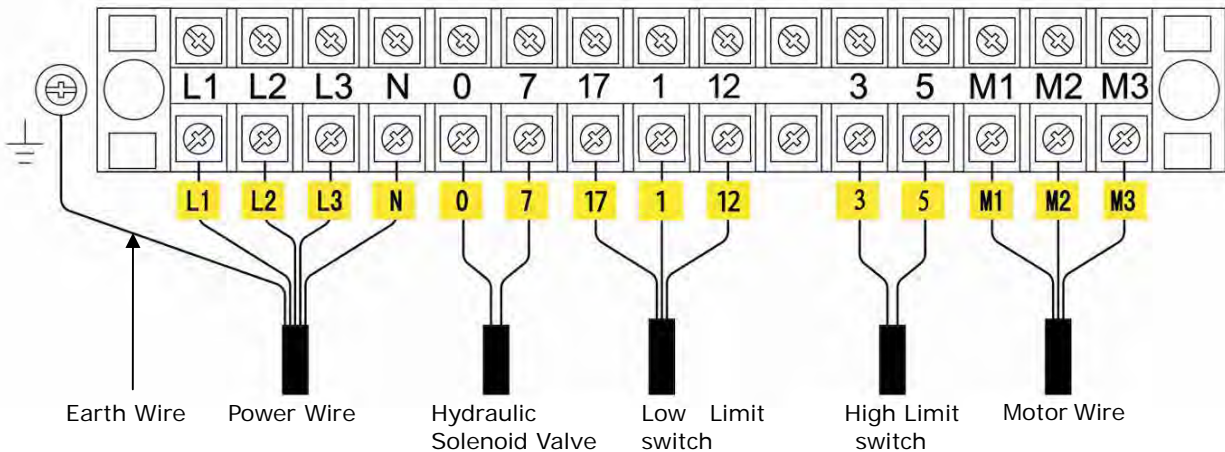 L1 L2 L3 N 0 7 17 1 12 3 5 M1 M2 M3
L1 L2 L3 N 0 7 17 1 12 3 5 M1 M2 M3
Earth Wire
Power Wire
Hydraulic
Solenoid Valve
Low Limit
switch
High Limit
switch
Motor Wire